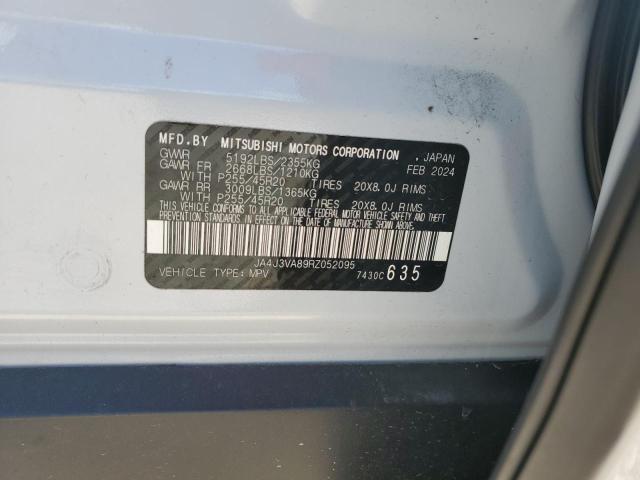 MFD.BY MITSUBISHI MOTORS CORPORATION , JAPAN
GVWR 5192LBS/2355KG FEB 2024
GAWR FR 2668LBS/1210KG
WITH P255/45R20 TIRES 20X8.0J RIMS
GAWR RR 3009LBS/1365KG
WITH P255/45R20 TIRES 20X8.0J RIMS
THIS VEHICLE CONFORMS TO ALL APPLICABLE FEDERAL MOTOR VEHICLE SAFETY AND THEFT
PREVENTION STANDARDS IN EFFECT ON THE DATE OF MANUFACTURE SHOWN ABOVE.
JA4J3VA89RZ052095
VEHICLE TYPE: MPV 7430C 635